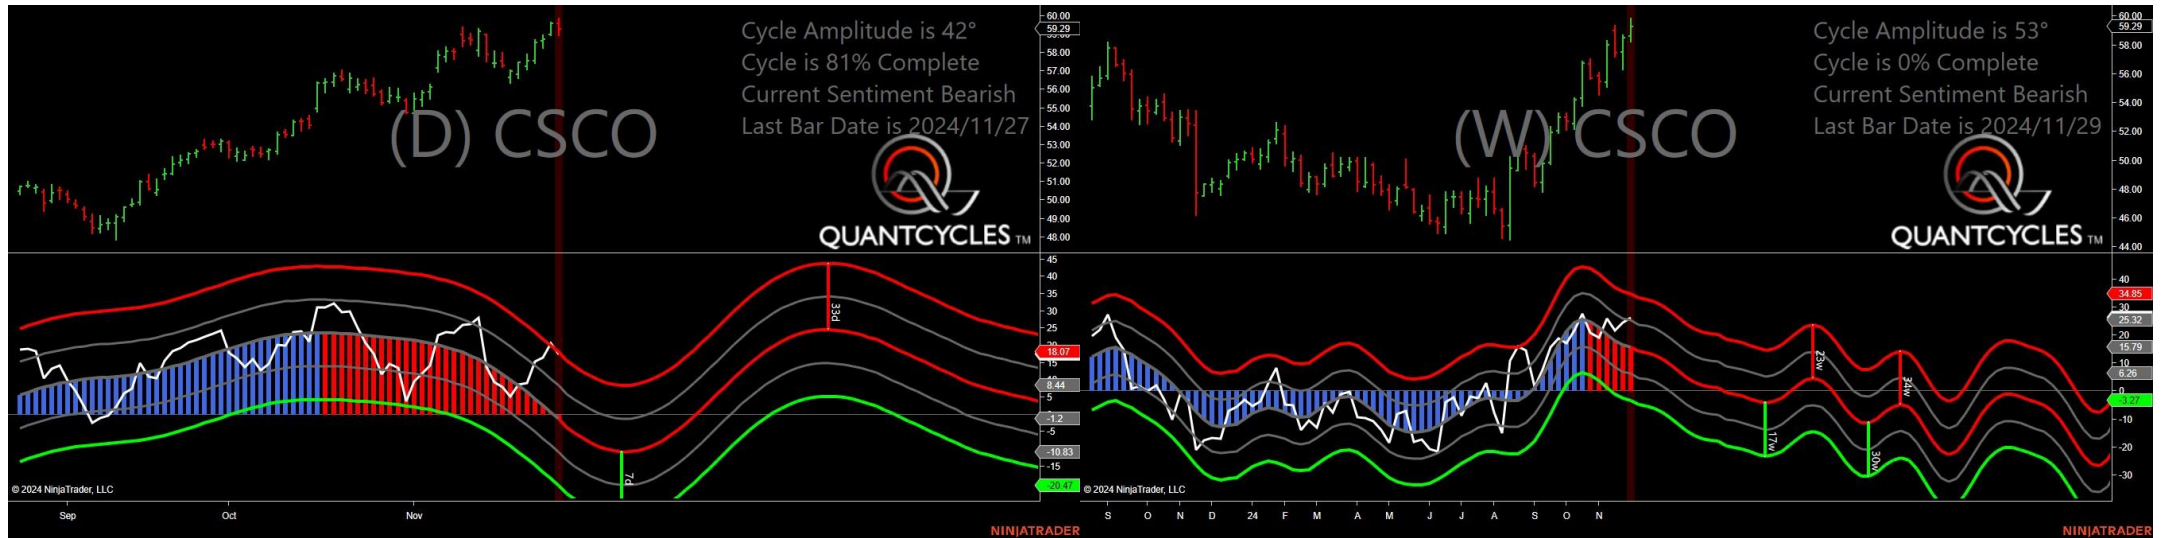 Cycle Amplitude is 42°
Cycle is 81% Complete
Current Sentiment Bearish
Last Bar Date is 2024/11/27
(D) CSCO
QUANTCYCLES TM
60.00
59.29
58.00
57.00
56.00
55.00
54.00
53.00
52.00
51.00
50.00
49.00
48.00
45
40
35
30
25
18.07
15
8.44
5
-1.2
-5
-10.83
-15
-20.47
33d
7d
© 2024 NinjaTrader, LLC
Sep Oct Nov
NINJATRADER
Cycle Amplitude is 53°
Cycle is 0% Complete
Current Sentiment Bearish
Last Bar Date is 2024/11/29
(W) CSCO
QUANTCYCLES TM
60.00
59.29
58.00
56.00
54.00
52.00
50.00
48.00
46.00
44.00
40
34.85
30
25.32
15.79
10
6.26
0
-3.27
-10
-20
-30
23w
34w
17w
30w
© 2024 NinjaTrader, LLC
S O N D 24 F M A M J J A S O N
NINJATRADER